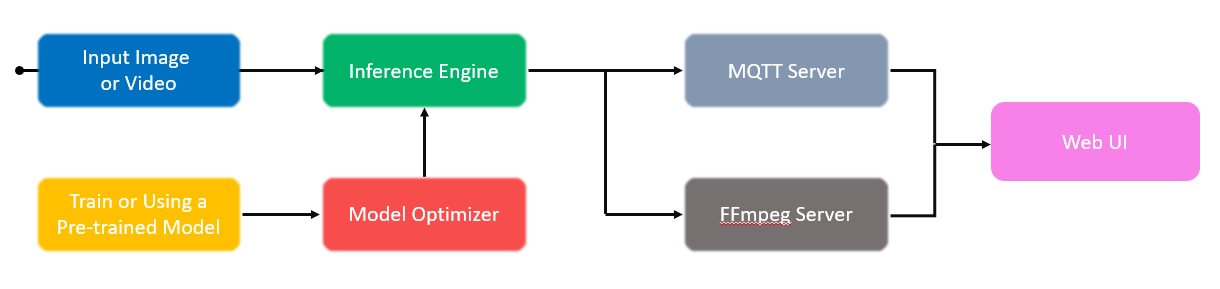 Input Image
or Video
Inference Engine
MQTT Server
Web UI
Train or Using a
Pre-trained Model
Model Optimizer
FFmpeg Server